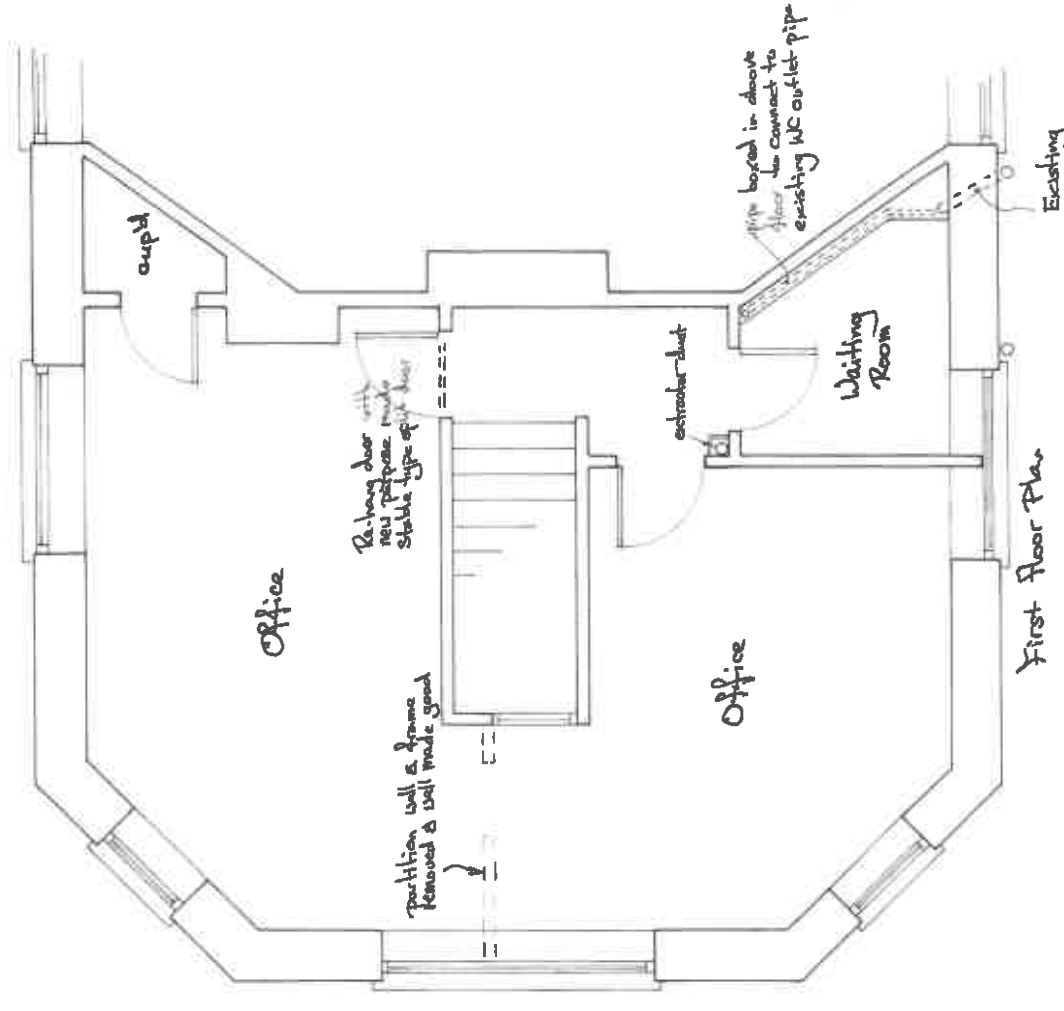 cup'd
Office
Re-hang door with
new purpose made
Stable type split door
partition wall & frame
removed & wall made good
Office
extractor duct
Waiting
Room
pipe boxed in above
floor to connect to
existing WC outlet pipe
Existing
First Floor Plan